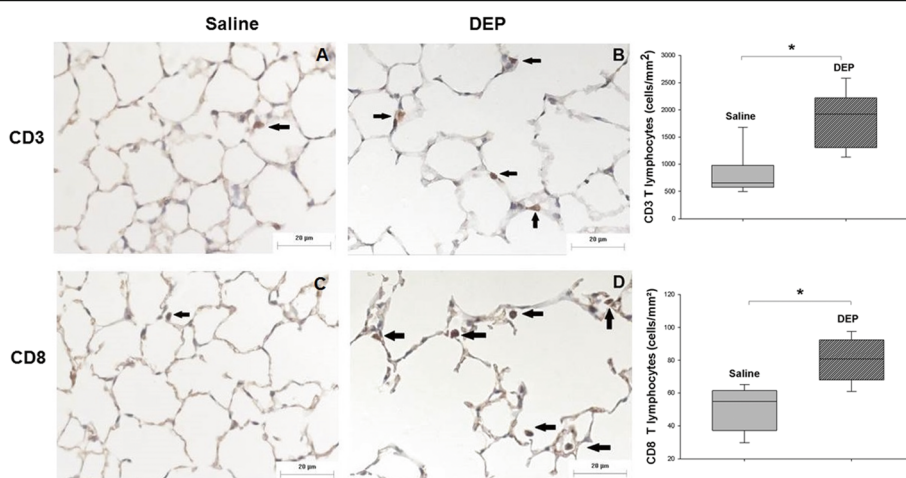 Saline
DEP
CD3
A
20 µm
B
20 µm
CD3 T lymphocytes (cells/mm²)
3000
2500
2000
1500
1000
500
0
Saline
DEP
*
CD8
C
20 µm
D
20 µm
CD8 T lymphocytes (cells/mm²)
120
100
80
60
40
20
Saline
DEP
*